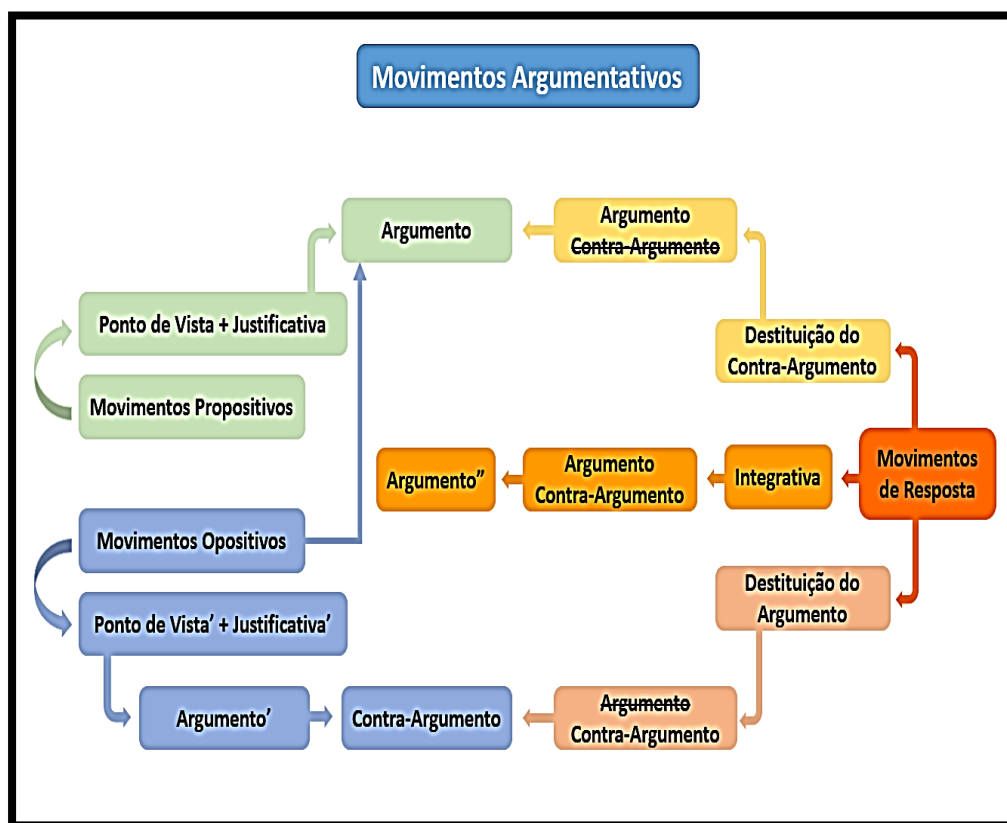 Movimentos Argumentativos
Argumento
Argumento
Contra-Argumento
Ponto de Vista + Justificativa
Destituição do
Contra-Argumento
Movimentos Propositivos
Argumento”
Argumento
Contra-Argumento
Integrativa
Movimentos
de Resposta
Movimentos Opositivos
Destituição do
Argumento
Ponto de Vista’ + Justificativa’
Argumento’
Contra-Argumento
Argumento
Contra-Argumento